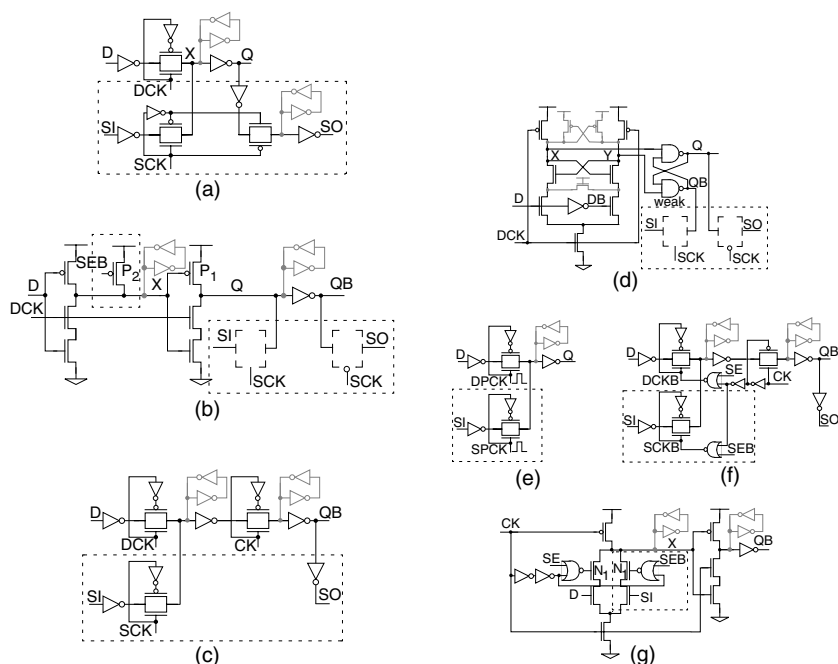 D
X
Q
DCK
SI
SO
SCK
(a)
D
SEB
P2
X
P1
Q
QB
DCK
SI
SO
SCK
SCK
(b)
D
DCK
CK
QB
SI
SO
SCK
(c)
X
Y
Q
QB
weak
D
DB
SI
SO
DCK
SCK
SCK
(d)
D
Q
DPCK
SI
SPCK
(e)
D
QB
SE
DCKB
CK
SO
SI
SCKB
SEB
(f)
CK
X
QB
SE
N1
N1
SEB
D
SI
(g)